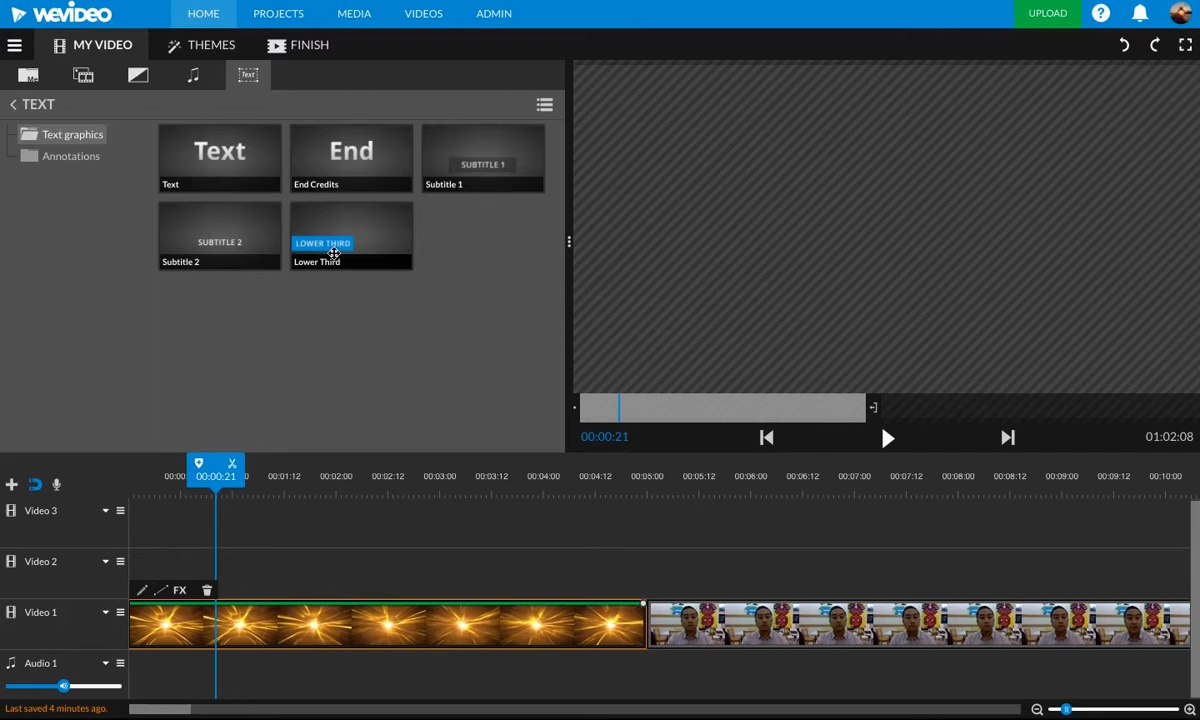 WEVIDEO HOME PROJECTS MEDIA VIDEOS ADMIN UPLOAD ?
MY VIDEO THEMES FINISH
Me Text
TEXT
Text graphics
Annotations
Text
Text
End
End Credits
SUBTITLE 1
Subtitle 1
SUBTITLE 2
Subtitle 2
LOWER THIRD
Lower Third
00:00:21 01:02:08
00:00:21
00:01:12 00:02:00 00:02:12 00:03:00 00:03:12 00:04:00 00:04:12 00:05:00 00:05:12 00:06:00 00:06:12 00:07:00 00:07:12 00:08:00 00:08:12 00:09:00 00:09:12 00:10:00
Video 3
Video 2
FX
Video 1
Audio 1
Last saved 4 minutes ago.